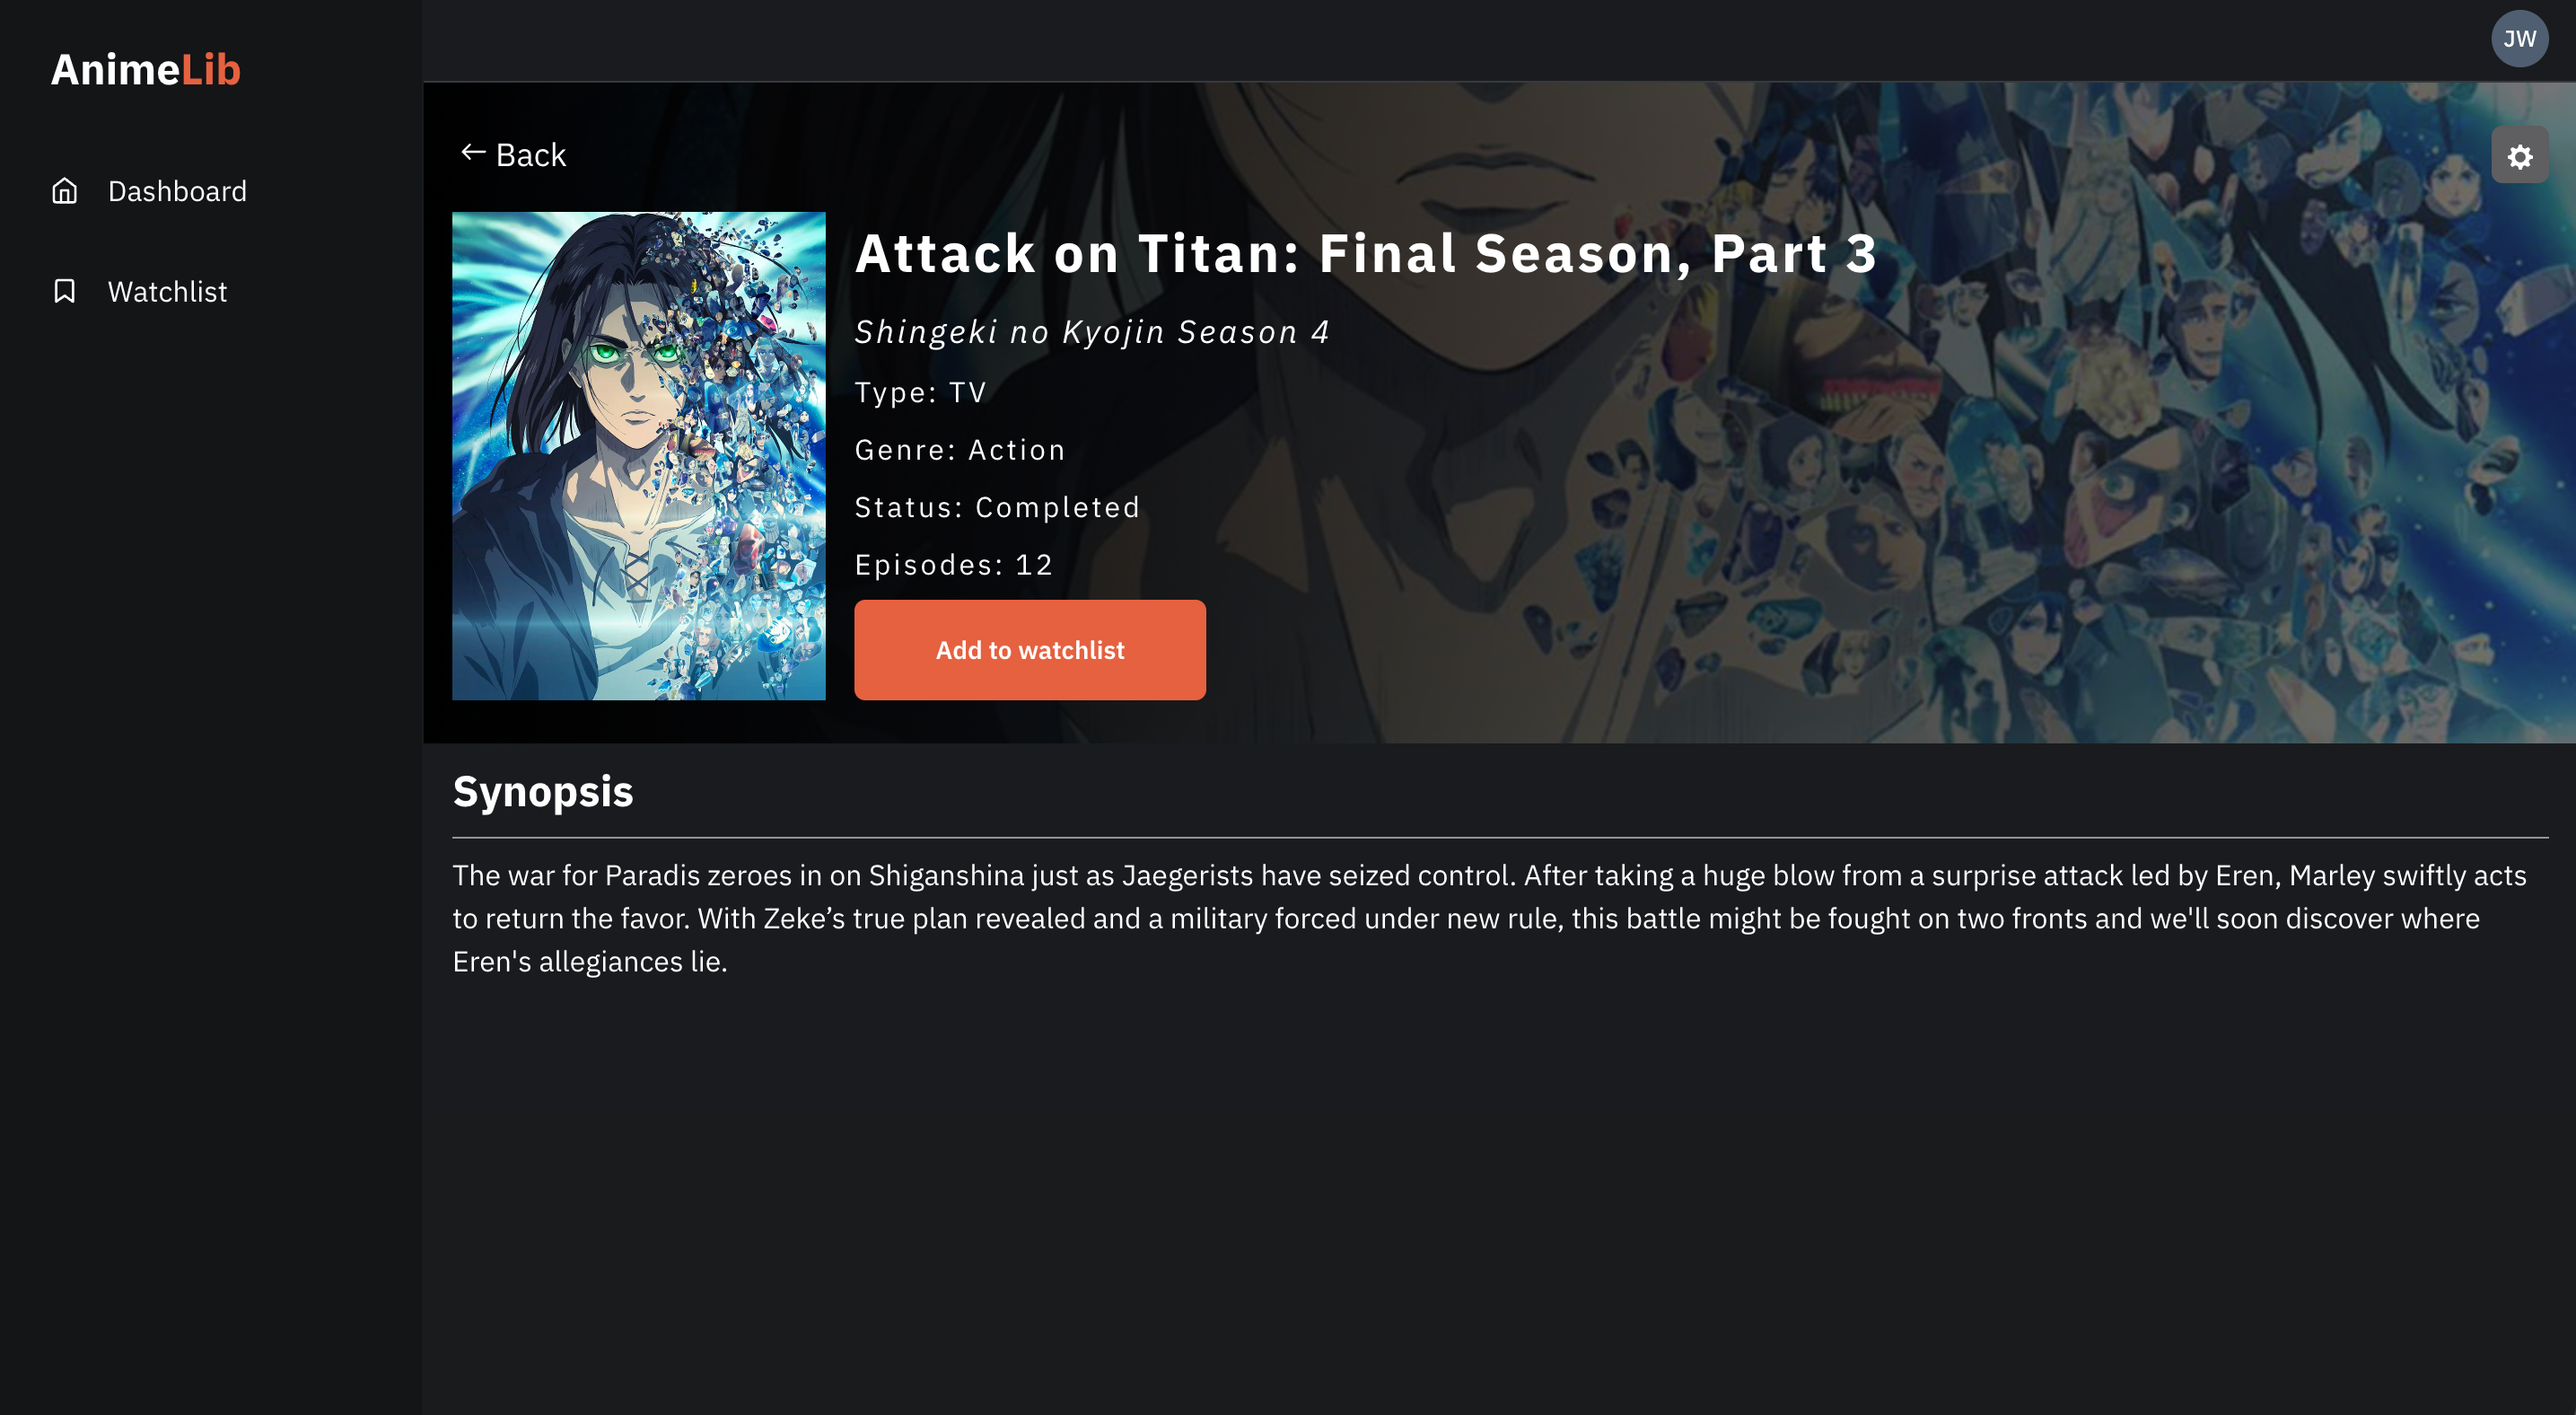 AnimeLib
Dashboard
Watchlist
JW
Back
Attack on Titan: Final Season, Part 3
Shingeki no Kyojin Season 4
Type: TV
Genre: Action
Status: Completed
Episodes: 12
Add to watchlist
Synopsis
The war for Paradis zeroes in on Shiganshina just as Jaegerists have seized control. After taking a huge blow from a surprise attack led by Eren, Marley swiftly acts
to return the favor. With Zeke’s true plan revealed and a military forced under new rule, this battle might be fought on two fronts and we'll soon discover where
Eren's allegiances lie.